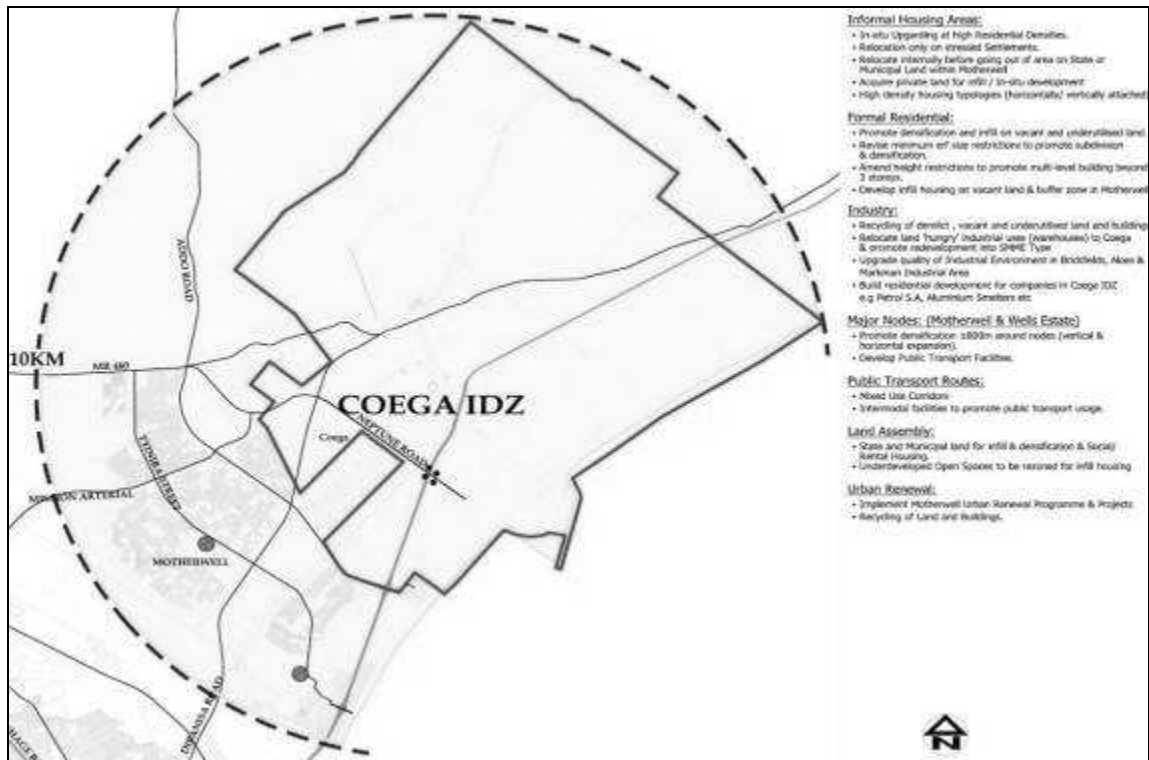 10KM
ADDO ROAD
MR 460
COEGA IDZ
Coega
NEPTUNE ROAD
TYINIRA STREET
ARTERIAL
MOTHERWELL
ROAD
Informal Housing Areas:
• In-situ Upgarding at high Residential Densities.
• Relocation only on stressed Settlements.
• Relocate internally before going out of area on State or
Municipal Land within Motherwell
• Acquire private land for infill / in-situ development
• High density housing typologies (horizontally/ vertically attached)
Formal Residential:
• Promote densification and infill on vacant and underutilised land.
• Revise minimum erf size restrictions to promote subdivision
& densification.
• Amend height restrictions to promote multi-level building beyond
3 storeys.
• Develop infill housing on vacant land & buffer zone in Motherwell
Industry:
• Recycling of derelict , vacant and underutilised land and building
• Relocate land 'hungry' industrial uses (warehouses) to Coega
& promote redevelopment into SMME Type
• Upgrade quality of Industrial Environment in Brickfields, Aloes &
Markman Industrial Area
• Build residential development for companies in Coega IDZ
e.g Petrol S.A, Aluminium Smelters etc
Major Nodes: (Motherwell & Wells Estate)
• Promote densification ±800m around nodes (vertical &
horizontal expansion).
• Develop Public Transport Facilities.
Public Transport Routes:
• Mixed Use Corridors
• Intermodal facilities to promote public transport usage.
Land Assembly:
• State and Municipal land for infill & densification & Social/
Rental Housing.
• Underdeveloped Open Spaces to be rezoned for infill housing
Urban Renewal:
• Implement Motherwell Urban Renewal Programme & Projects
• Recycling of Land and Buildings.
N